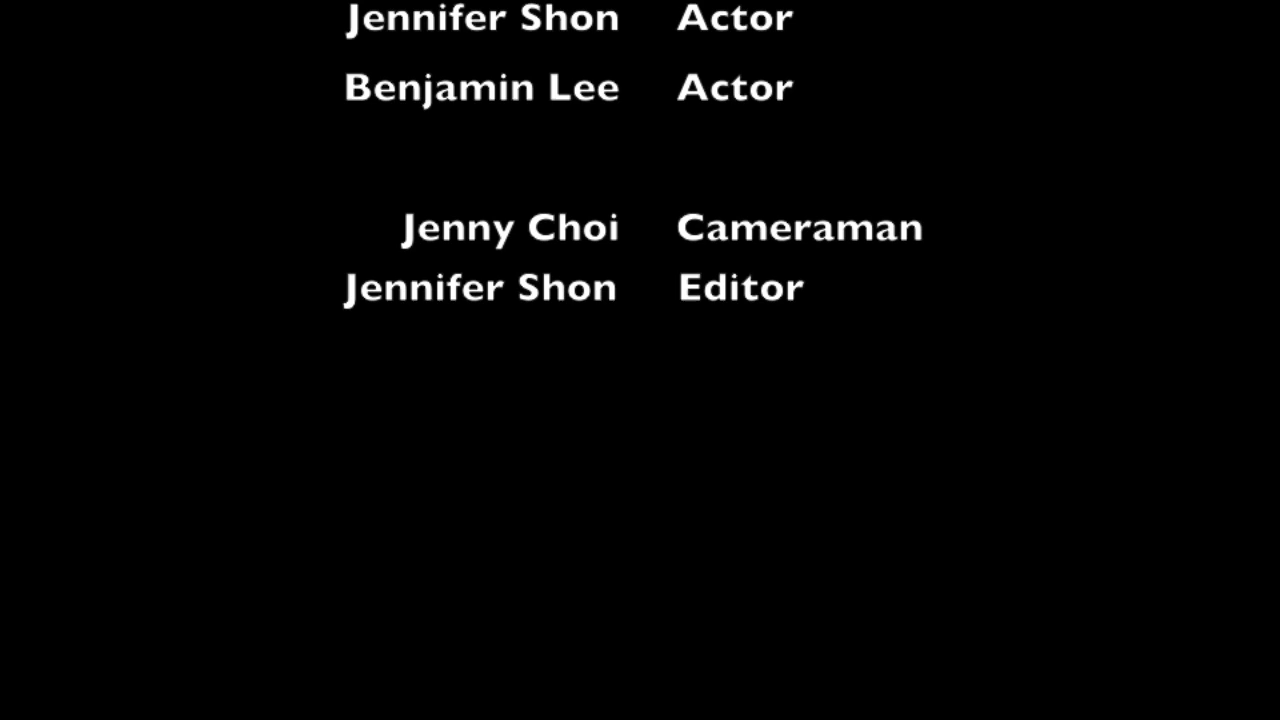 Jennifer Shon Actor
Benjamin Lee Actor
Jenny Choi Cameraman
Jennifer Shon Editor